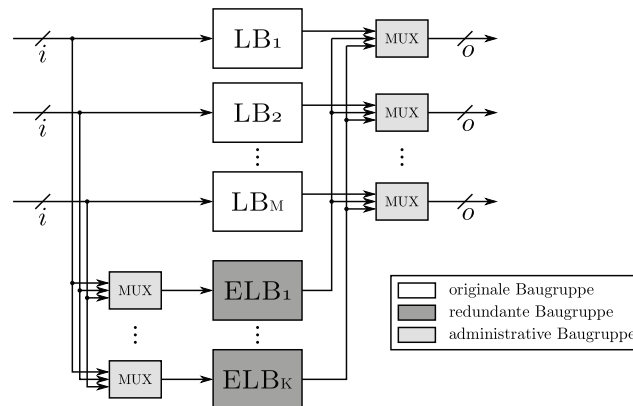 LB₁
MUX
i
o
LB₂
MUX
i
o
LBM
MUX
i
o
MUX
ELB₁
originale Baugruppe
redundante Baugruppe
administrative Baugruppe
MUX
ELBK